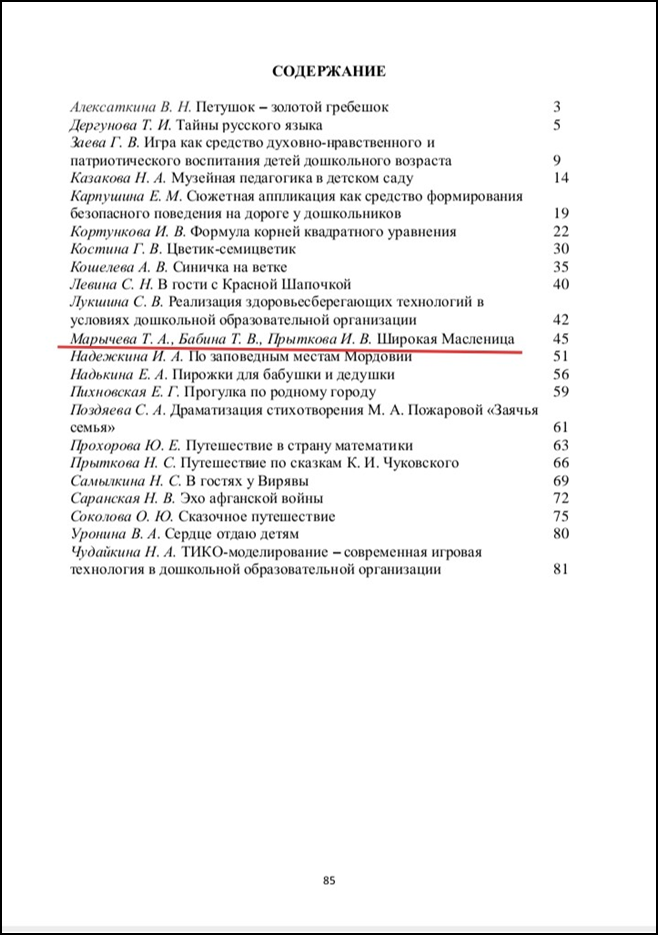 СОДЕРЖАНИЕ
Алексаткина В. Н. Петушок – золотой гребешок 3
Дергунова Т. И. Тайны русского языка 5
Заева Г. В. Игра как средство духовно-нравственного и
патриотического воспитания детей дошкольного возраста 9
Казакова Н. А. Музейная педагогика в детском саду 14
Карпушина Е. М. Сюжетная аппликация как средство формирования
безопасного поведения на дороге у дошкольников 19
Кортункова И. В. Формула корней квадратного уравнения 22
Костина Г. В. Цветик-семицветик 30
Кошелева А. В. Синичка на ветке 35
Левина С. Н. В гости с Красной Шапочкой 40
Лукшина С. В. Реализация здоровьесберегающих технологий в
условиях дошкольной образовательной организации 42
Марычева Т. А., Бабина Т. В., Прыткова И. В. Широкая Масленица 45
Надежкина И. А. По заповедным местам Мордовии 51
Надькина Е. А. Пирожки для бабушки и дедушки 56
Пихновская Е. Г. Прогулка по родному городу 59
Поздяева С. А. Драматизация стихотворения М. А. Пожаровой «Заячья
семья» 61
Прохорова Ю. Е. Путешествие в страну математики 63
Прыткова Н. С. Путешествие по сказкам К. И. Чуковского 66
Самылкина Н. С. В гостях у Вирявы 69
Саранская Н. В. Эхо афганской войны 72
Соколова О. Ю. Сказочное путешествие 75
Уронина В. А. Сердце отдаю детям 80
Чудайкина Н. А. ТИКО-моделирование – современная игровая
технология в дошкольной образовательной организации 81
85